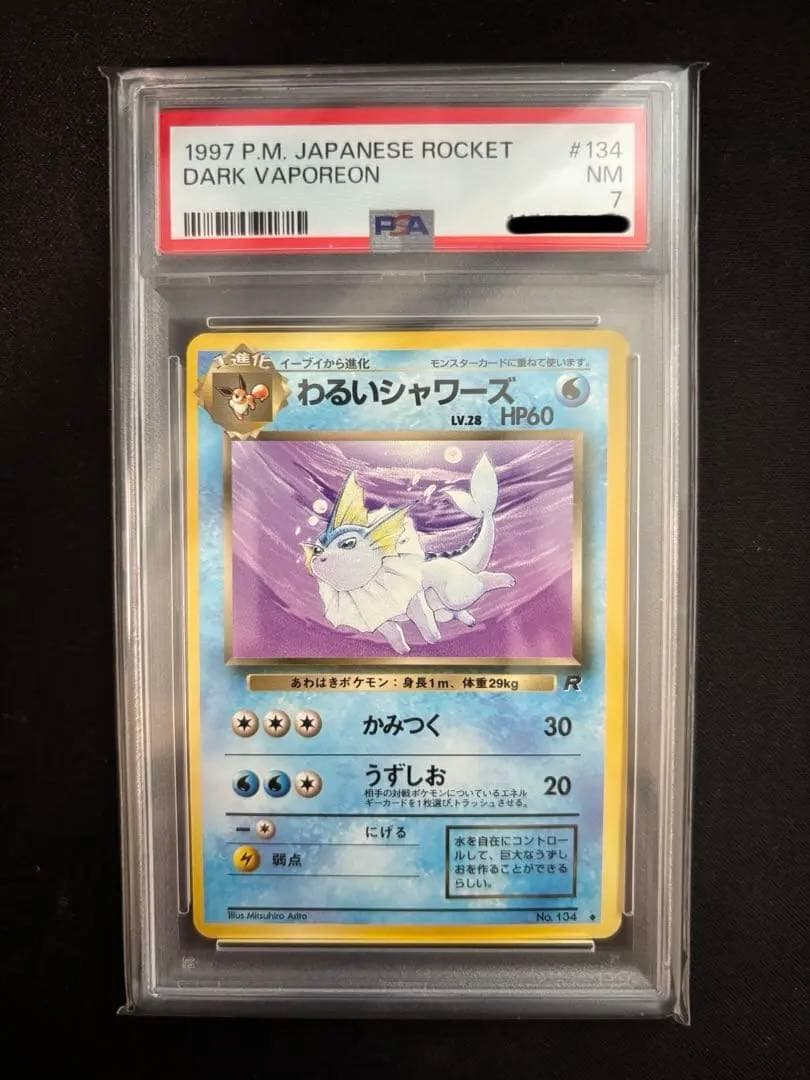 1997 P.M. JAPANESE ROCKET #134
DARK VAPOREON NM
7
PSA
1進化 イーブイから進化 モンスターカードに重ねて使います。
わるいシャワーズ
LV.28 HP60
あわはきポケモン：身長1m、体重29kg R
かみつく 30
うずしお 20
相手の対戦ポケモンについているエネル
ギーカードを1枚選び、トラッシュさせる。
にげる
弱点
水を自在にコントロー
ルして、巨大なうずし
おを作ることができる
らしい。
Illus. Mitsuhiro Arita No. 134